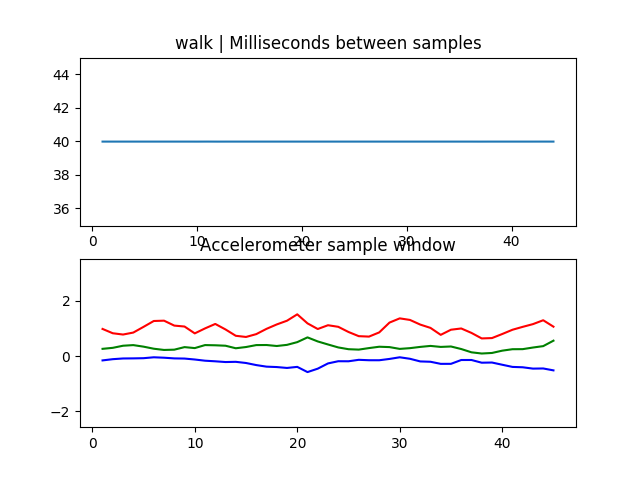 walk | Milliseconds between samples
44
42
40
38
36
0 10 20 30 40
Accelerometer sample window
2
0
−2
0 10 20 30 40